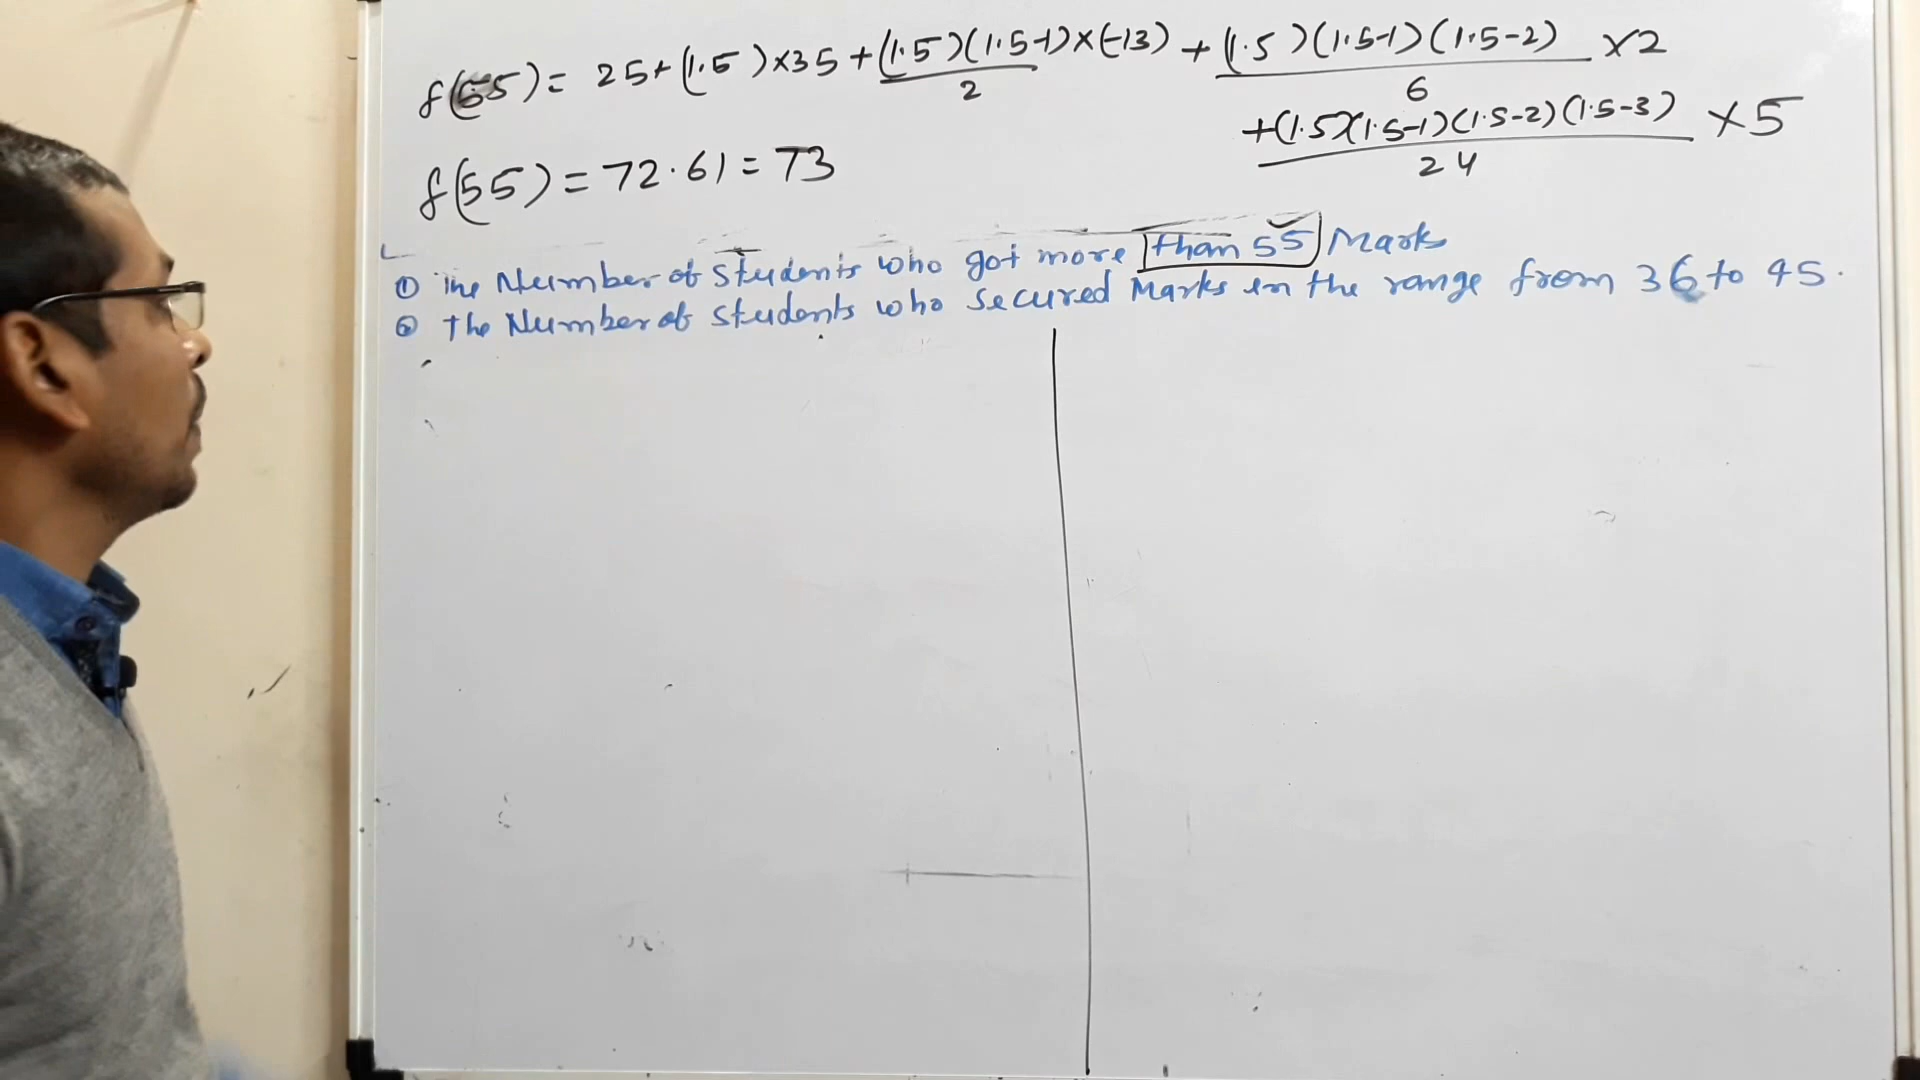 f(55) = 25+(1.5)×35+(1.5)(1.5-1)×(-13)/2 + (1.5)(1.5-1)(1.5-2)/6 ×2
+(1.5)(1.5-1)(1.5-2)(1.5-3)/24 ×5
f(55) = 72.61 = 73
① The Number of Students who got more than 55 Marks
② The Number of Students who Secured Marks in the range from 36 to 45.